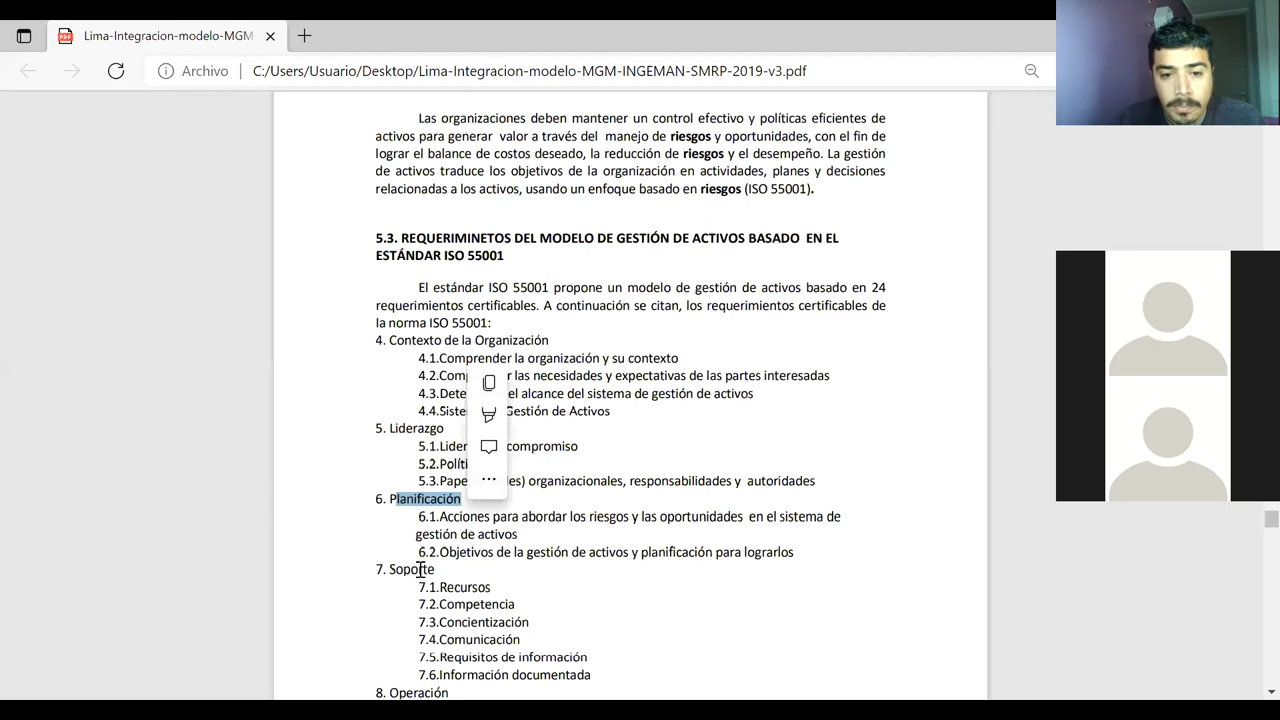 Lima-Integracion-modelo-MGM
Archivo C:/Users/Usuario/Desktop/Lima-Integracion-modelo-MGM-INGEMAN-SMRP-2019-v3.pdf
Las organizaciones deben mantener un control efectivo y políticas eficientes de
activos para generar valor a través del manejo de riesgos y oportunidades, con el fin de
lograr el balance de costos deseado, la reducción de riesgos y el desempeño. La gestión
de activos traduce los objetivos de la organización en actividades, planes y decisiones
relacionadas a los activos, usando un enfoque basado en riesgos (ISO 55001).
5.3. REQUERIMINETOS DEL MODELO DE GESTIÓN DE ACTIVOS BASADO EN EL
ESTÁNDAR ISO 55001
El estándar ISO 55001 propone un modelo de gestión de activos basado en 24
requerimientos certificables. A continuación se citan, los requerimientos certificables de
la norma ISO 55001:
4. Contexto de la Organización
4.1.Comprender la organización y su contexto
4.2.Com las necesidades y expectativas de las partes interesadas
4.3.Dete el alcance del sistema de gestión de activos
4.4.Siste Gestión de Activos
5. Liderazgo
5.1.Lider compromiso
5.2.Polít
5.3.Pape organizacionales, responsabilidades y autoridades
6. Planificación
6.1.Acciones para abordar los riesgos y las oportunidades en el sistema de
gestión de activos
6.2.Objetivos de la gestión de activos y planificación para lograrlos
7. Soporte
7.1.Recursos
7.2.Competencia
7.3.Concientización
7.4.Comunicación
7.5.Requisitos de información
7.6.Información documentada
8. Operación